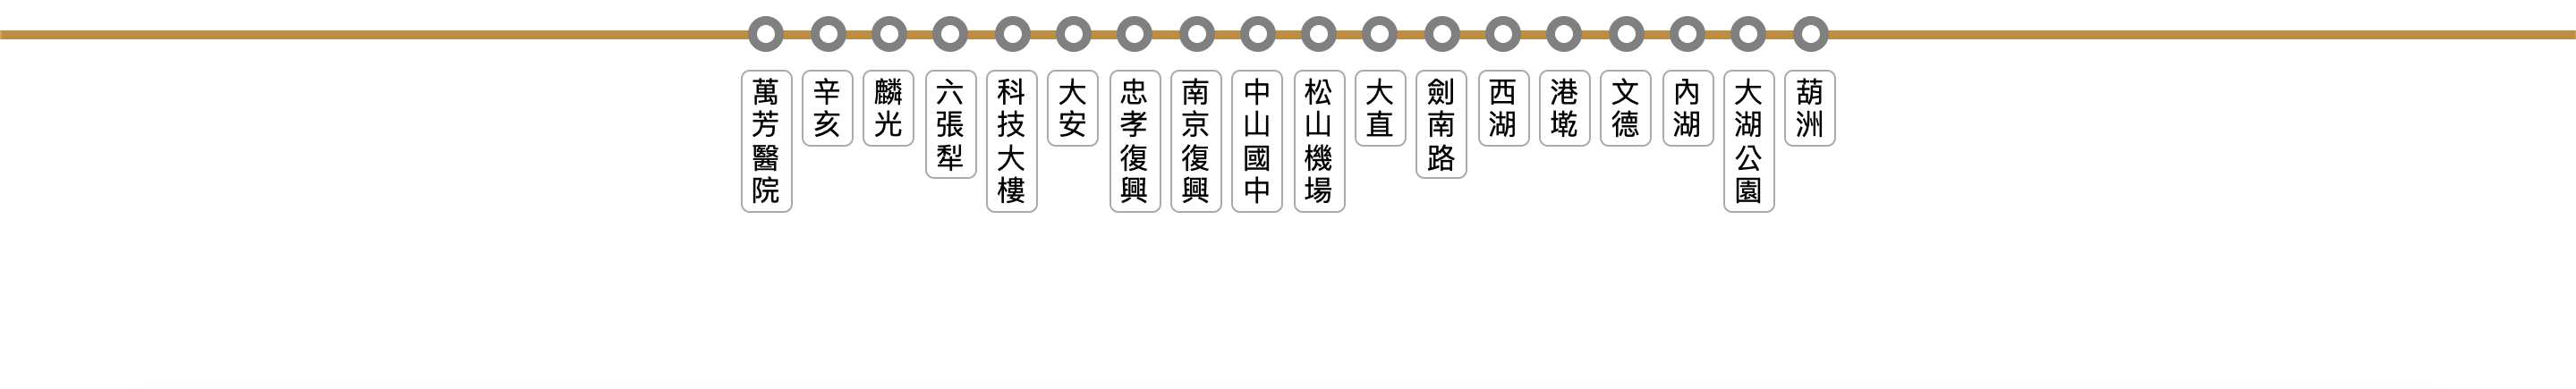 萬芳醫院
辛亥
麟光
六張犁
科技大樓
大安
忠孝復興
南京復興
中山國中
松山機場
大直
劍南路
西湖
港墘
文德
內湖
大湖公園
葫洲